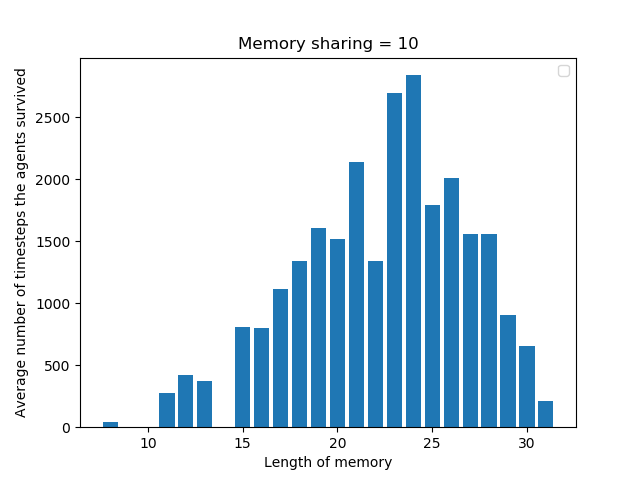 Memory sharing = 10
Average number of timesteps the agents survived
2500
2000
1500
1000
500
0
10 15 20 25 30
Length of memory